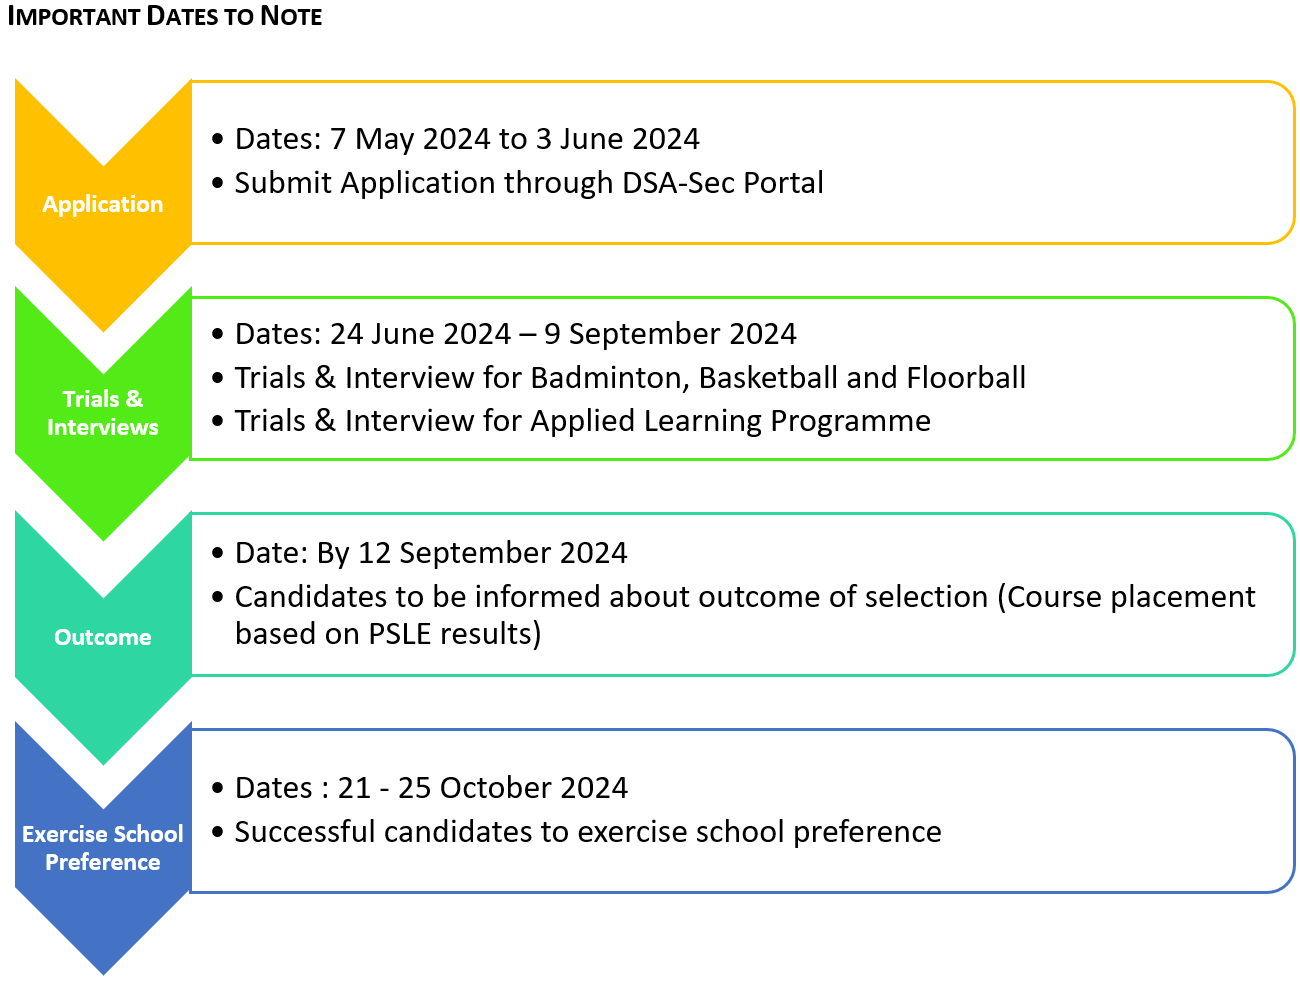 IMPORTANT DATES TO NOTE
Application
• Dates: 7 May 2024 to 3 June 2024
• Submit Application through DSA-Sec Portal
Trials &
Interviews
• Dates: 24 June 2024 – 9 September 2024
• Trials & Interview for Badminton, Basketball and Floorball
• Trials & Interview for Applied Learning Programme
Outcome
• Date: By 12 September 2024
• Candidates to be informed about outcome of selection (Course placement
based on PSLE results)
Exercise School
Preference
• Dates : 21 - 25 October 2024
• Successful candidates to exercise school preference